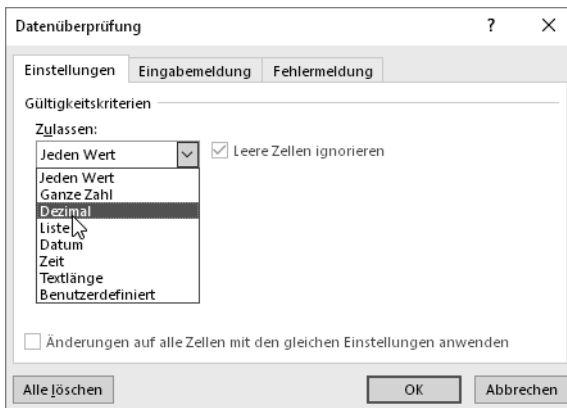 Datenüberprüfung ? ×
Einstellungen Eingabemeldung Fehlermeldung
Gültigkeitskriterien
Zulassen:
Jeden Wert Leere Zellen ignorieren
Jeden Wert
Ganze Zahl
Dezimal
Liste
Datum
Zeit
Textlänge
Benutzerdefiniert
Änderungen auf alle Zellen mit den gleichen Einstellungen anwenden
Alle löschen OK Abbrechen